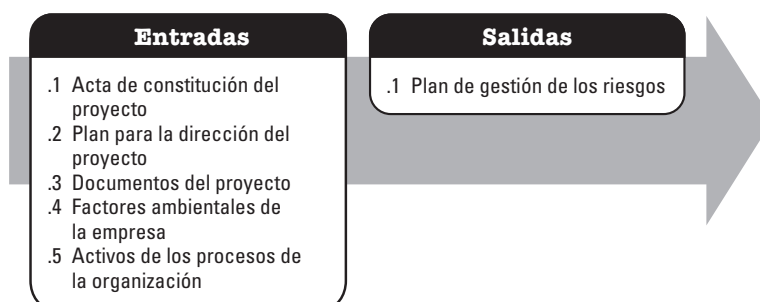 Entradas
.1 Acta de constitución del
proyecto
.2 Plan para la dirección del
proyecto
.3 Documentos del proyecto
.4 Factores ambientales de
la empresa
.5 Activos de los procesos de
la organización
Salidas
.1 Plan de gestión de los riesgos